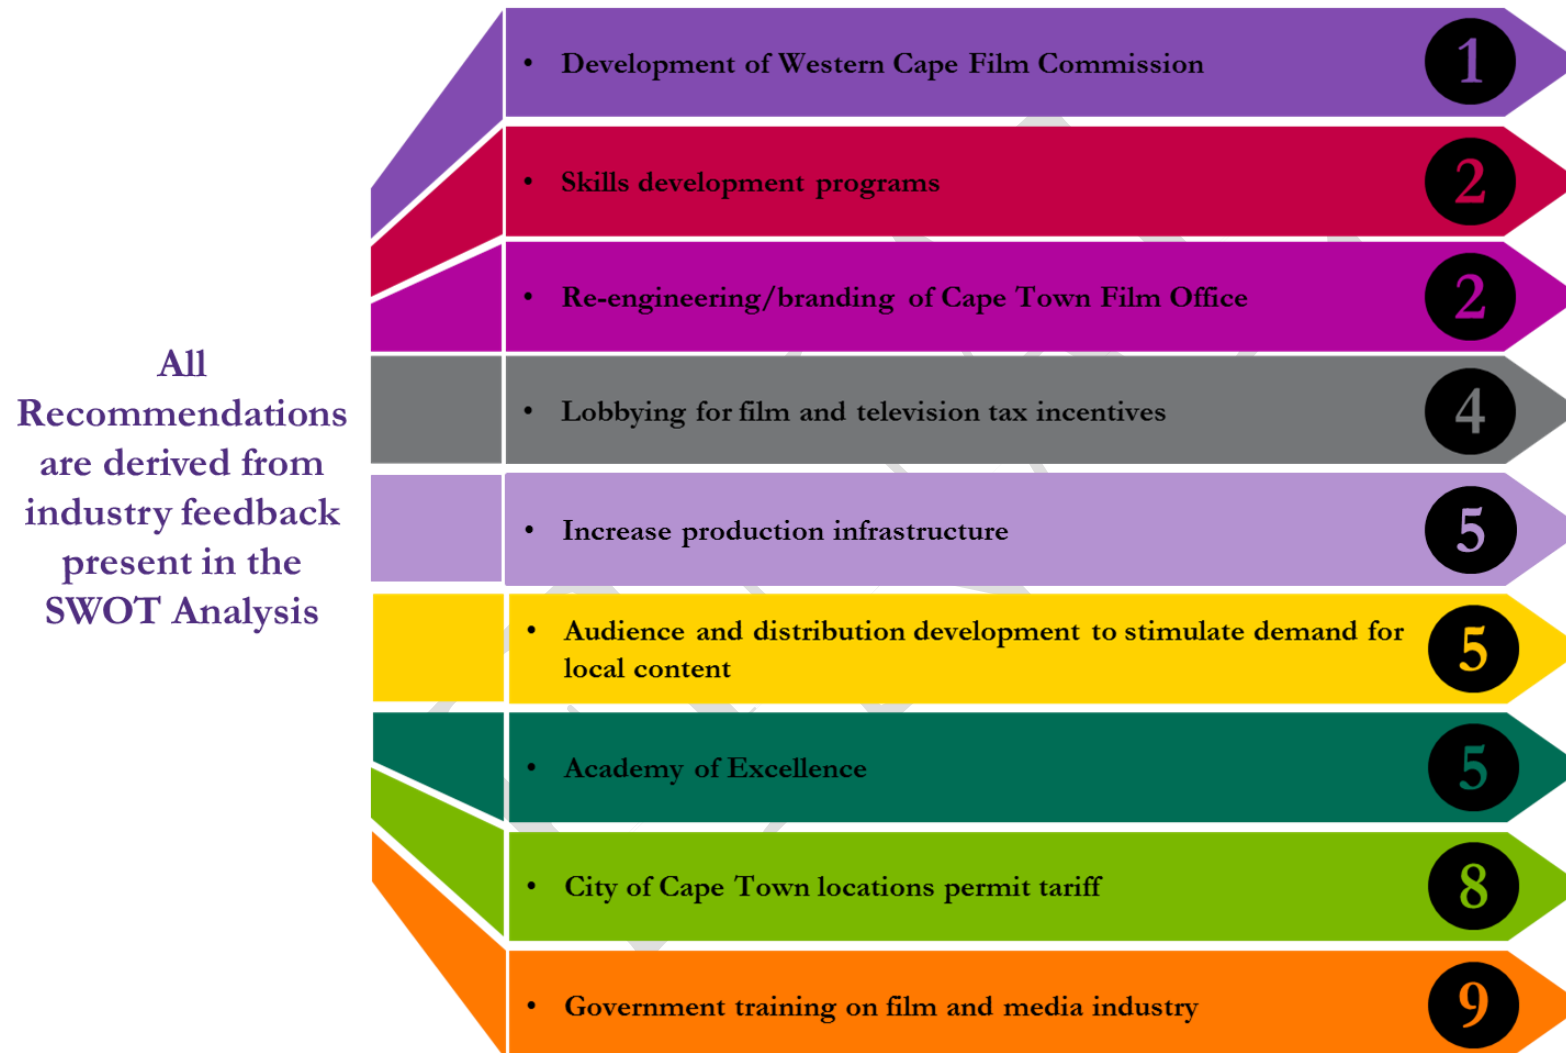 All
Recommendations
are derived from
industry feedback
present in the
SWOT Analysis
• Development of Western Cape Film Commission 1
• Skills development programs 2
• Re-engineering/branding of Cape Town Film Office 2
• Lobbying for film and television tax incentives 4
• Increase production infrastructure 5
• Audience and distribution development to stimulate demand for
local content 5
• Academy of Excellence 5
• City of Cape Town locations permit tariff 8
• Government training on film and media industry 9